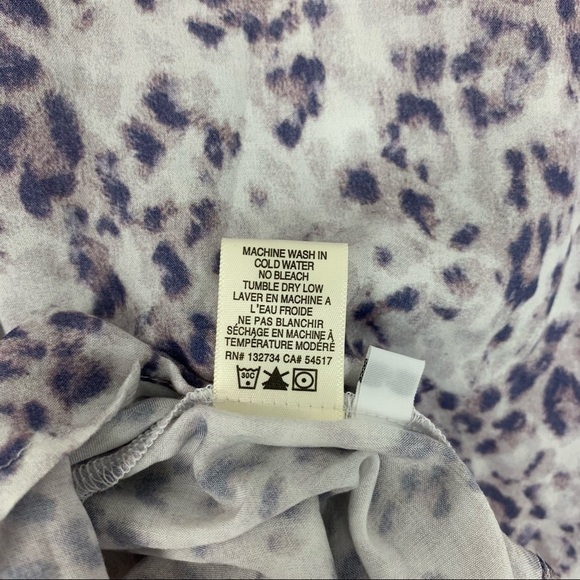 MACHINE WASH IN
COLD WATER
NO BLEACH
TUMBLE DRY LOW
LAVER EN MACHINE A
L'EAU FROIDE
NE PAS BLANCHIR
SÉCHAGE EN MACHINE À
TEMPÉRATURE MODÉRÉ
RN# 132734 CA# 54517
30C